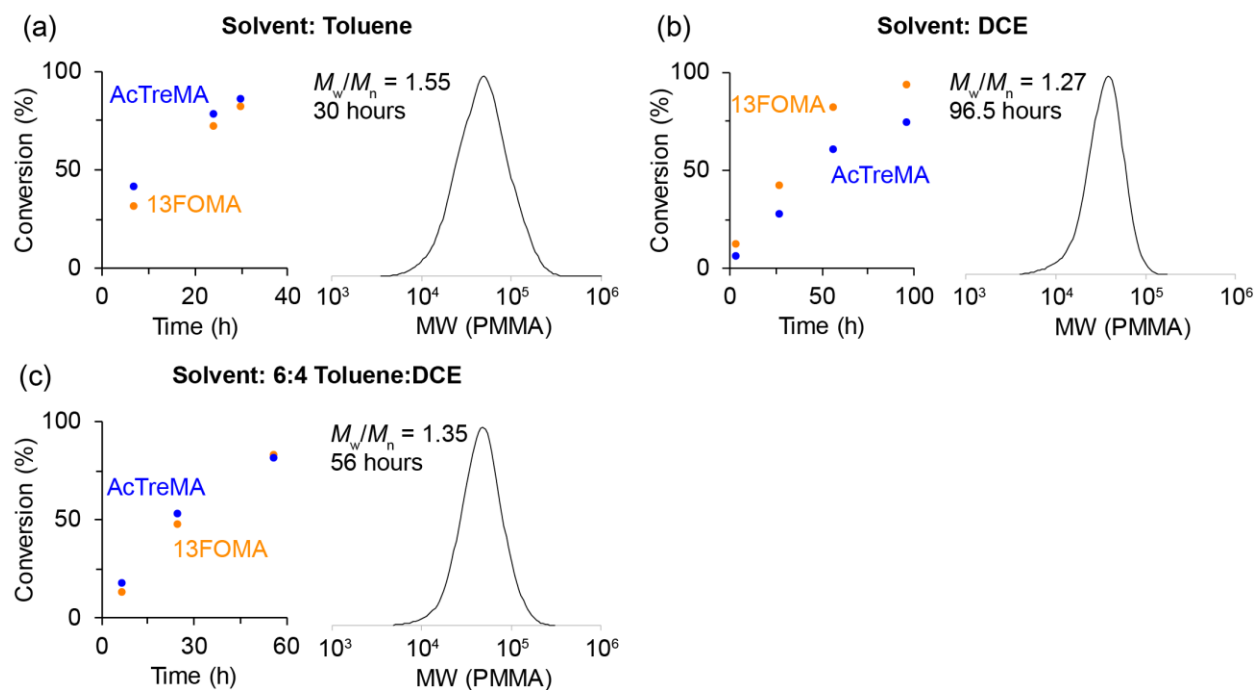 (a)
Solvent: Toluene
100
50
0
Conversion (%)
AcTreMA
13FOMA
0
20
40
Time (h)
Mw/Mn = 1.55
30 hours
10³
10⁴
10⁵
10⁶
MW (PMMA)
(b)
Solvent: DCE
100
50
0
Conversion (%)
13FOMA
AcTreMA
0
50
100
Time (h)
Mw/Mn = 1.27
96.5 hours
10³
10⁴
10⁵
10⁶
MW (PMMA)
(c)
Solvent: 6:4 Toluene:DCE
100
50
0
Conversion (%)
AcTreMA
13FOMA
0
30
60
Time (h)
Mw/Mn = 1.35
56 hours
10³
10⁴
10⁵
10⁶
MW (PMMA)